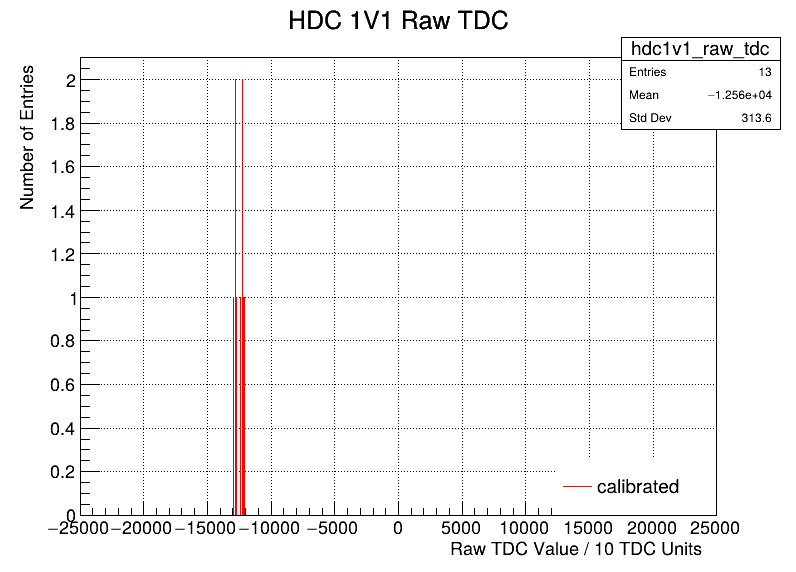 HDC 1V1 Raw TDC
hdc1v1_raw_tdc
Entries 13
Mean −1.256e+04
Std Dev 313.6
Number of Entries
2
1.8
1.6
1.4
1.2
1
0.8
0.6
0.4
0.2
0
calibrated
−25000 −20000 −15000 −10000 −5000 0 5000 10000 15000 20000 25000
Raw TDC Value / 10 TDC Units